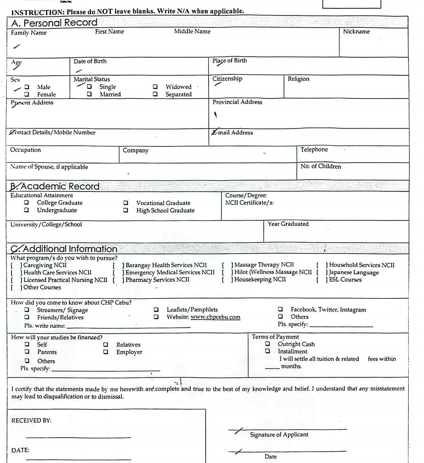 INSTRUCTION: Please do NOT leave blanks. Write N/A when applicable.
A. Personal Record
Family Name First Name Middle Name Nickname
Age Date of Birth Place of Birth
Sex Marital Status Citizenship Religion
Male Single Widowed
Female Married Separated
Present Address Provincial Address
Contact Details/Mobile Number E-mail Address
Occupation Company Telephone
Name of Spouse, if applicable No. of Children
B. Academic Record
Educational Attainment Course/Degree:
College Graduate Vocational Graduate NCII Certificate/s:
Undergraduate High School Graduate
University/College/School Year Graduated
C. Additional Information
What program/s do you wish to pursue?
[ ] Caregiving NCII [ ] Barangay Health Services NCII [ ] Massage Therapy NCII [ ] Household Services NCII
[ ] Health Care Services NCII [ ] Emergency Medical Services NCII [ ] Hilot (Wellness Massage NCII [ ] Japanese Language
[ ] Licensed Practical Nursing NCII [ ] Pharmacy Services NCII [ ] Housekeeping NCII [ ] ESL Courses
[ ] Other Courses
How did you come to know about CHP Cebu?
Streamers/ Signage Leaflets/Pamphlets Facebook, Twitter, Instagram
Friends/Relatives Website: www.chpcebu.com Others
Pls. write name: Pls. specify:
How will your studies be financed? Terms of Payment
Self Relatives Outright Cash
Parents Employer Installment
Others I will settle all tuition & related fees within
Pls. specify: months.
I certify that the statements made by me herewith are complete and true to the best of my knowledge and belief. I understand that any misstatement
may lead to disqualification or to dismissal.
RECEIVED BY:
Signature of Applicant
DATE:
Date